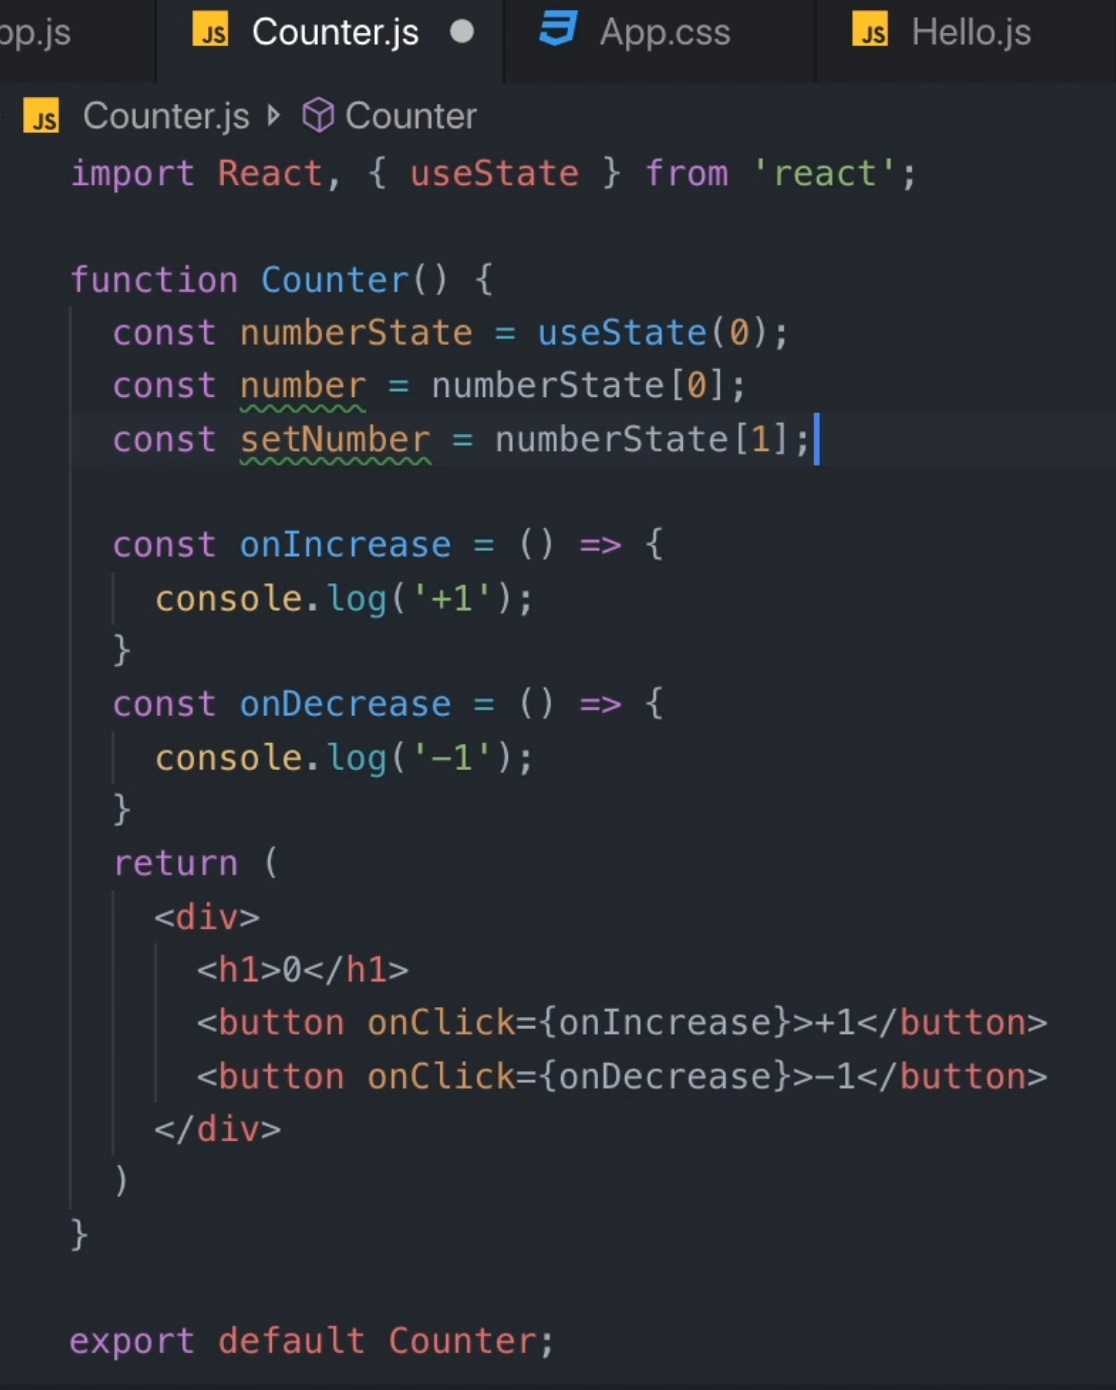 pp.js
JS Counter.js
App.css
JS Hello.js
JS Counter.js Counter
import React, { useState } from 'react';
function Counter() {
const numberState = useState(0);
const number = numberState[0];
const setNumber = numberState[1];
const onIncrease = () => {
console.log('+1');
}
const onDecrease = () => {
console.log('−1');
}
return (
<div>
<h1>0</h1>
<button onClick={onIncrease}>+1</button>
<button onClick={onDecrease}>−1</button>
</div>
)
}
export default Counter;